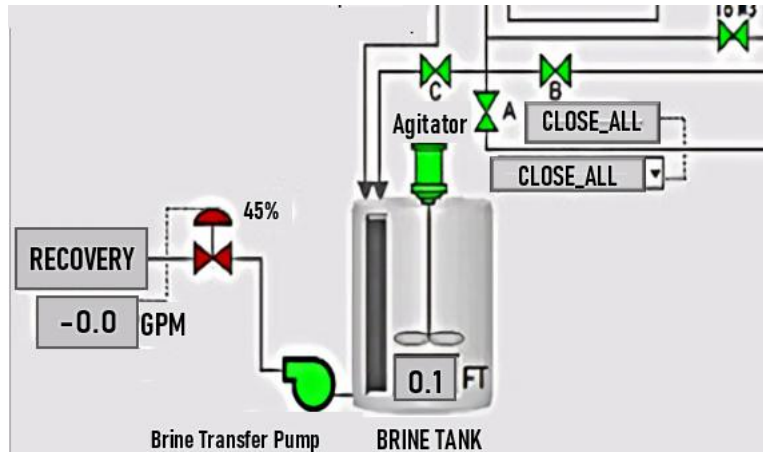 C
B
A
Agitator
CLOSE_ALL
CLOSE_ALL
45%
RECOVERY
-0.0 GPM
0.1 FT
Brine Transfer Pump
BRINE TANK